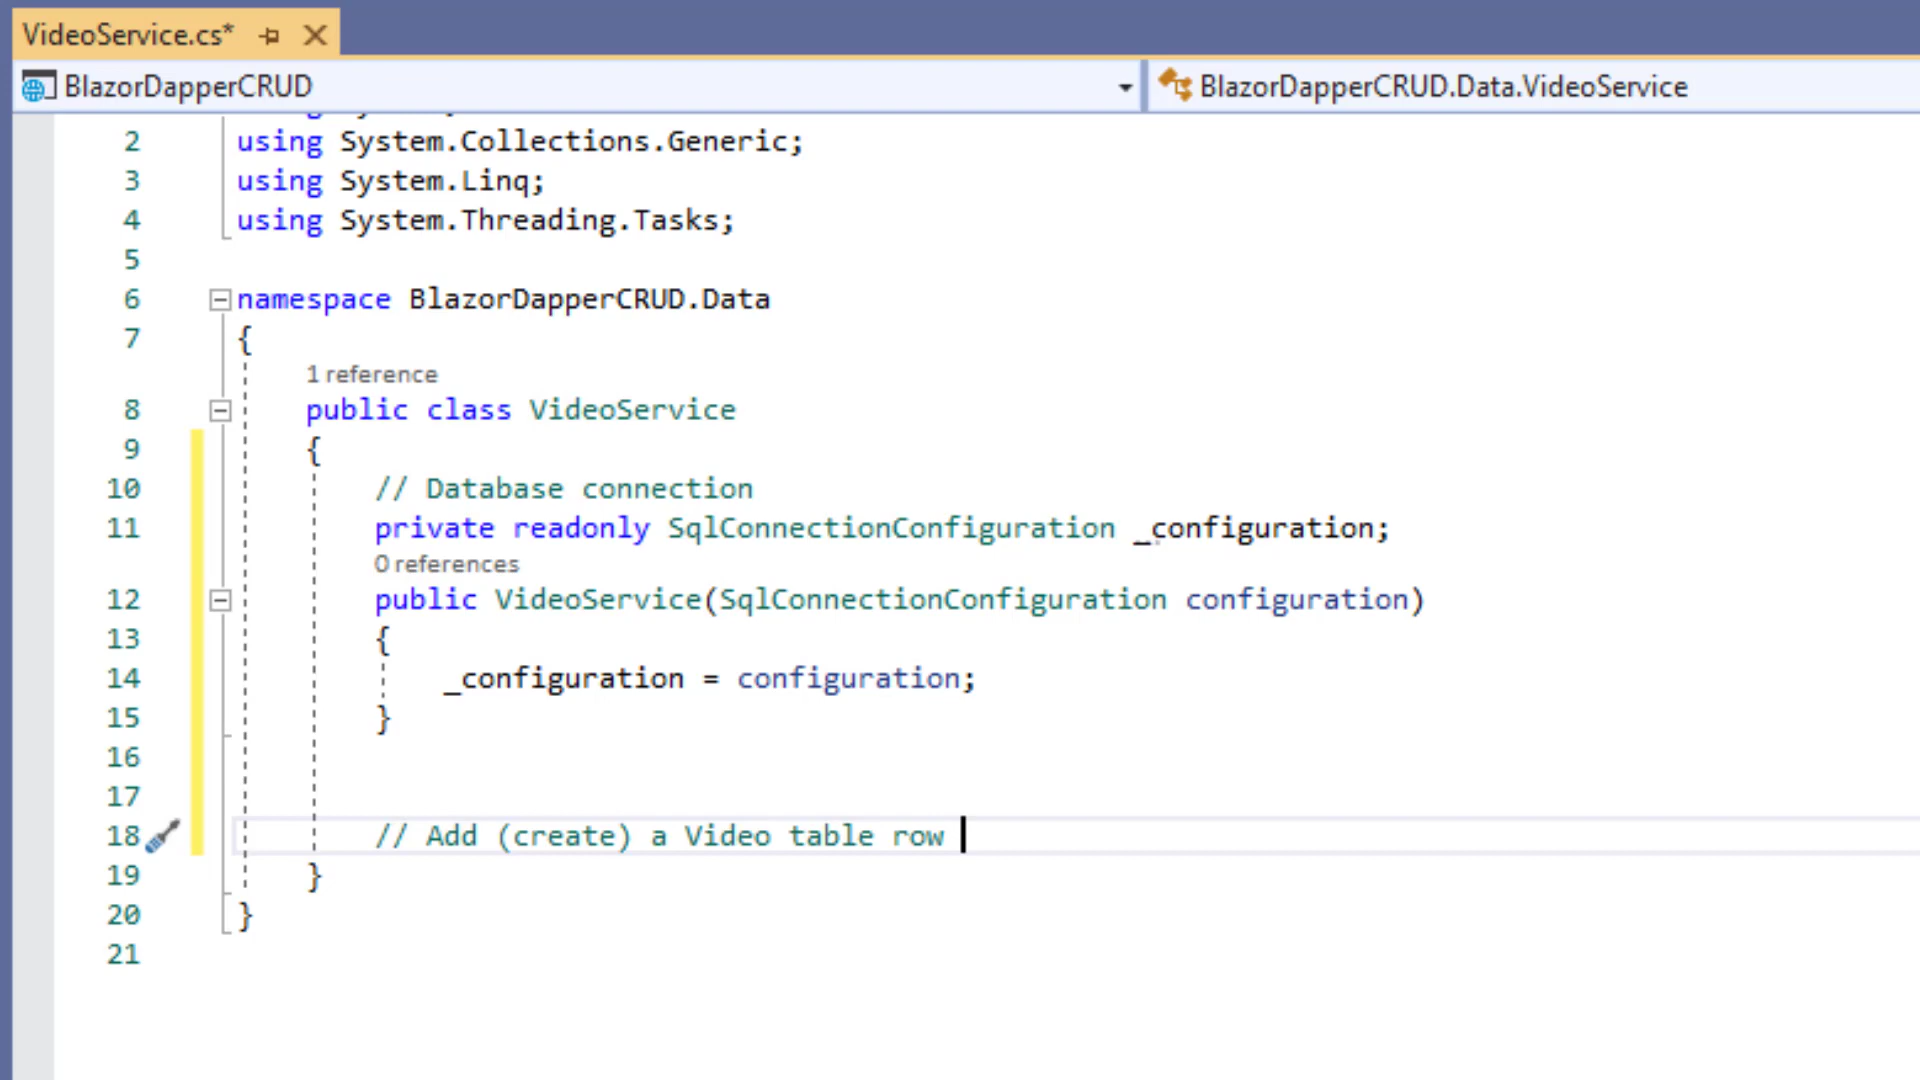 VideoService.cs*
BlazorDapperCRUD
BlazorDapperCRUD.Data.VideoService
2 using System.Collections.Generic;
3 using System.Linq;
4 using System.Threading.Tasks;
5
6 namespace BlazorDapperCRUD.Data
7 {
1 reference
8 public class VideoService
9 {
10 // Database connection
11 private readonly SqlConnectionConfiguration _configuration;
0 references
12 public VideoService(SqlConnectionConfiguration configuration)
13 {
14 _configuration = configuration;
15 }
16
17
18 // Add (create) a Video table row
19 }
20 }
21